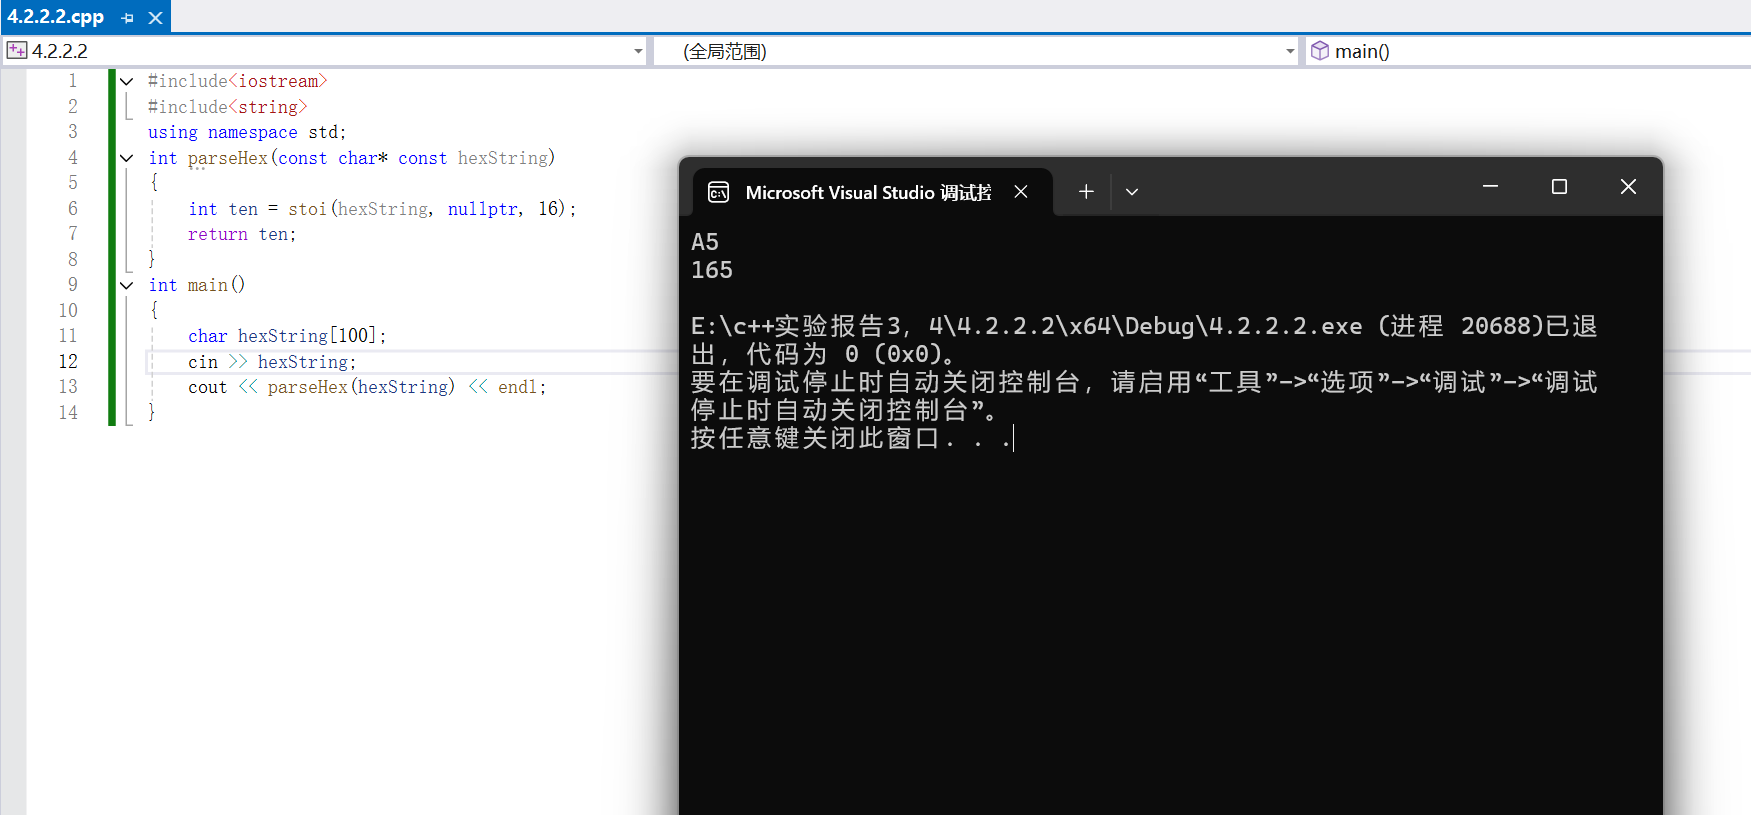 4.2.2.2.cpp
4.2.2.2
(全局范围)
main()
1 #include<iostream>
2 #include<string>
3 using namespace std;
4 int parseHex(const char* const hexString)
5 {
6 int ten = stoi(hexString, nullptr, 16);
7 return ten;
8 }
9 int main()
10 {
11 char hexString[100];
12 cin >> hexString;
13 cout << parseHex(hexString) << endl;
14 }
Microsoft Visual Studio 调试控
A5
165
E:\c++实验报告3, 4\4.2.2.2\x64\Debug\4.2.2.2.exe (进程 20688)已退
出，代码为 0 (0x0)。
要在调试停止时自动关闭控制台，请启用“工具”->“选项”->“调试”->“调试
停止时自动关闭控制台”。
按任意键关闭此窗口. . .